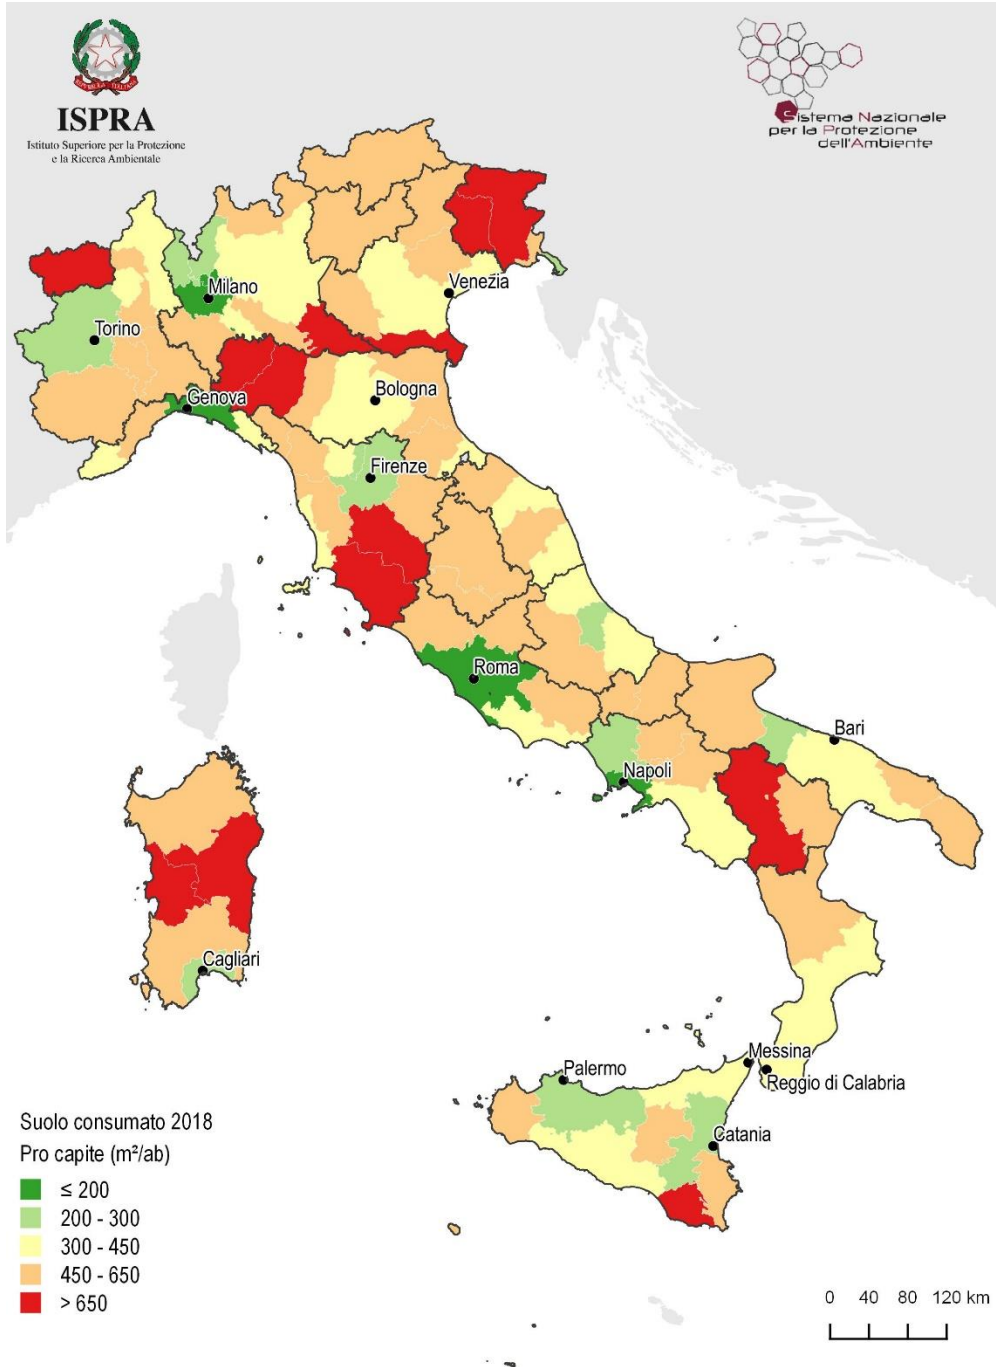 ISPRA
Istituto Superiore per la Protezione
e la Ricerca Ambientale
Sistema Nazionale
per la Protezione
dell'Ambiente
Milano
Venezia
Torino
Bologna
Genova
Firenze
Roma
Bari
Napoli
Cagliari
Messina
Palermo
Reggio di Calabria
Catania
Suolo consumato 2018
Pro capite (m²/ab)
≤ 200
200 - 300
300 - 450
450 - 650
> 650
0 40 80 120 km